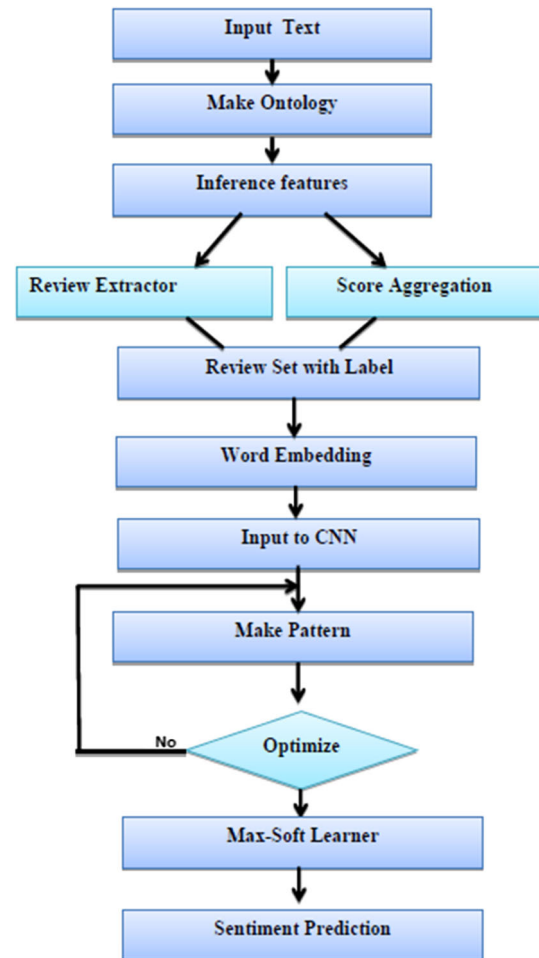 Input Text
Make Ontology
Inference features
Review Extractor
Score Aggregation
Review Set with Label
Word Embedding
Input to CNN
Make Pattern
Optimize
No
Max-Soft Learner
Sentiment Prediction